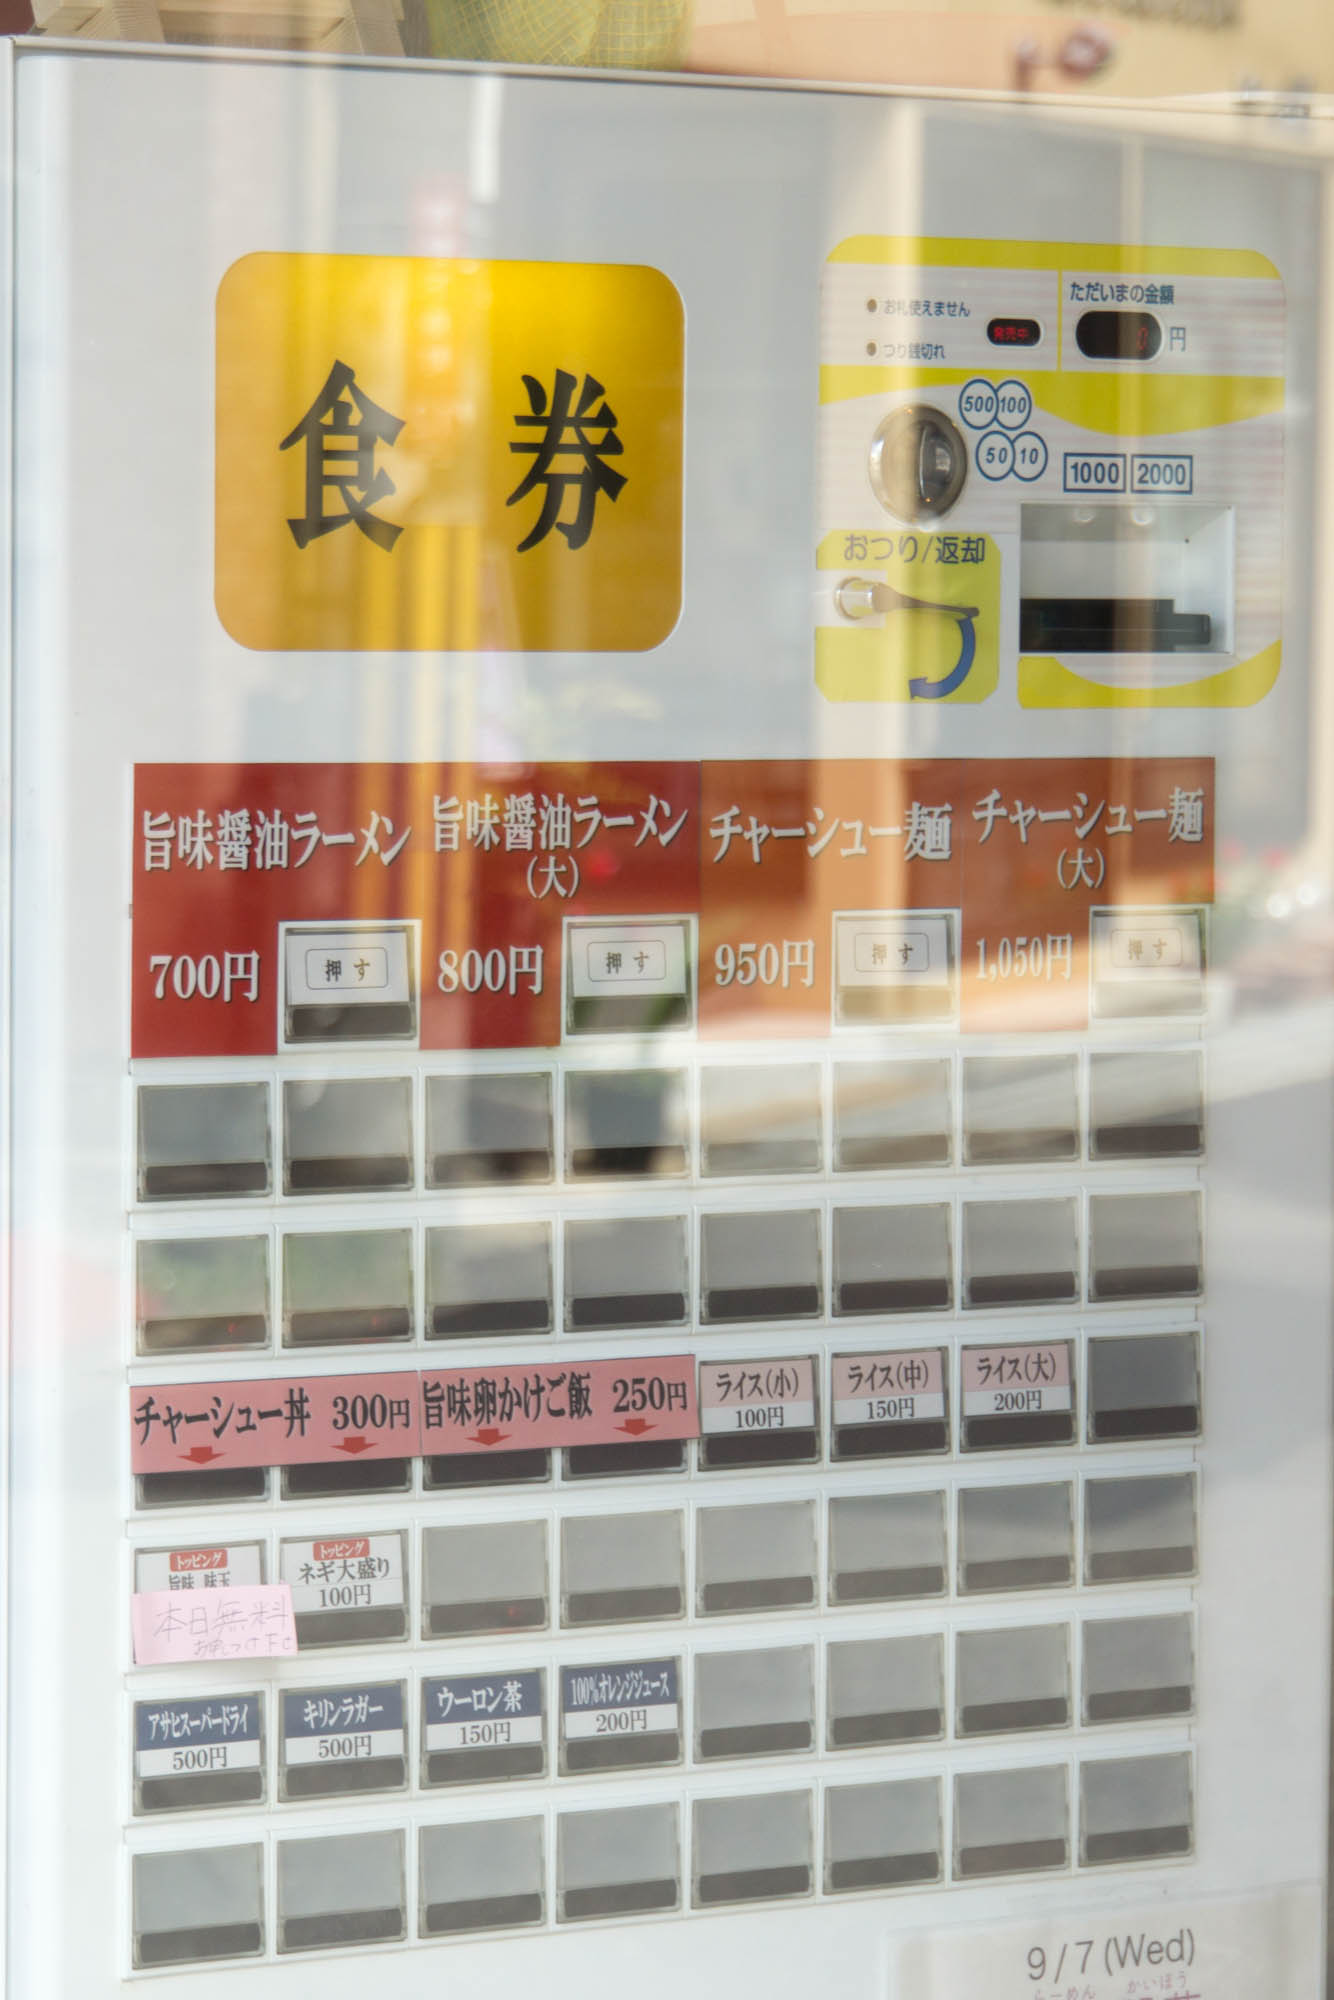 食券
お札使えません
つり銭切れ
発売中
ただいまの金額
0円
500 100
50 10
1000 2000
おつり/返却
旨味醤油ラーメン
700円
押す
旨味醤油ラーメン
(大)
800円
押す
チャーシュー麺
950円
押す
チャーシュー麺
(大)
1,050円
押す
チャーシュー丼 300円
旨味卵かけご飯 250円
ライス(小)
100円
ライス(中)
150円
ライス(大)
200円
トッピング
旨味 味玉
本日無料
トッピング
ネギ大盛り
100円
アサヒスーパードライ
500円
キリンラガー
500円
ウーロン茶
150円
100%オレンジジュース
200円
9/7 (Wed)
らーめん かいほう